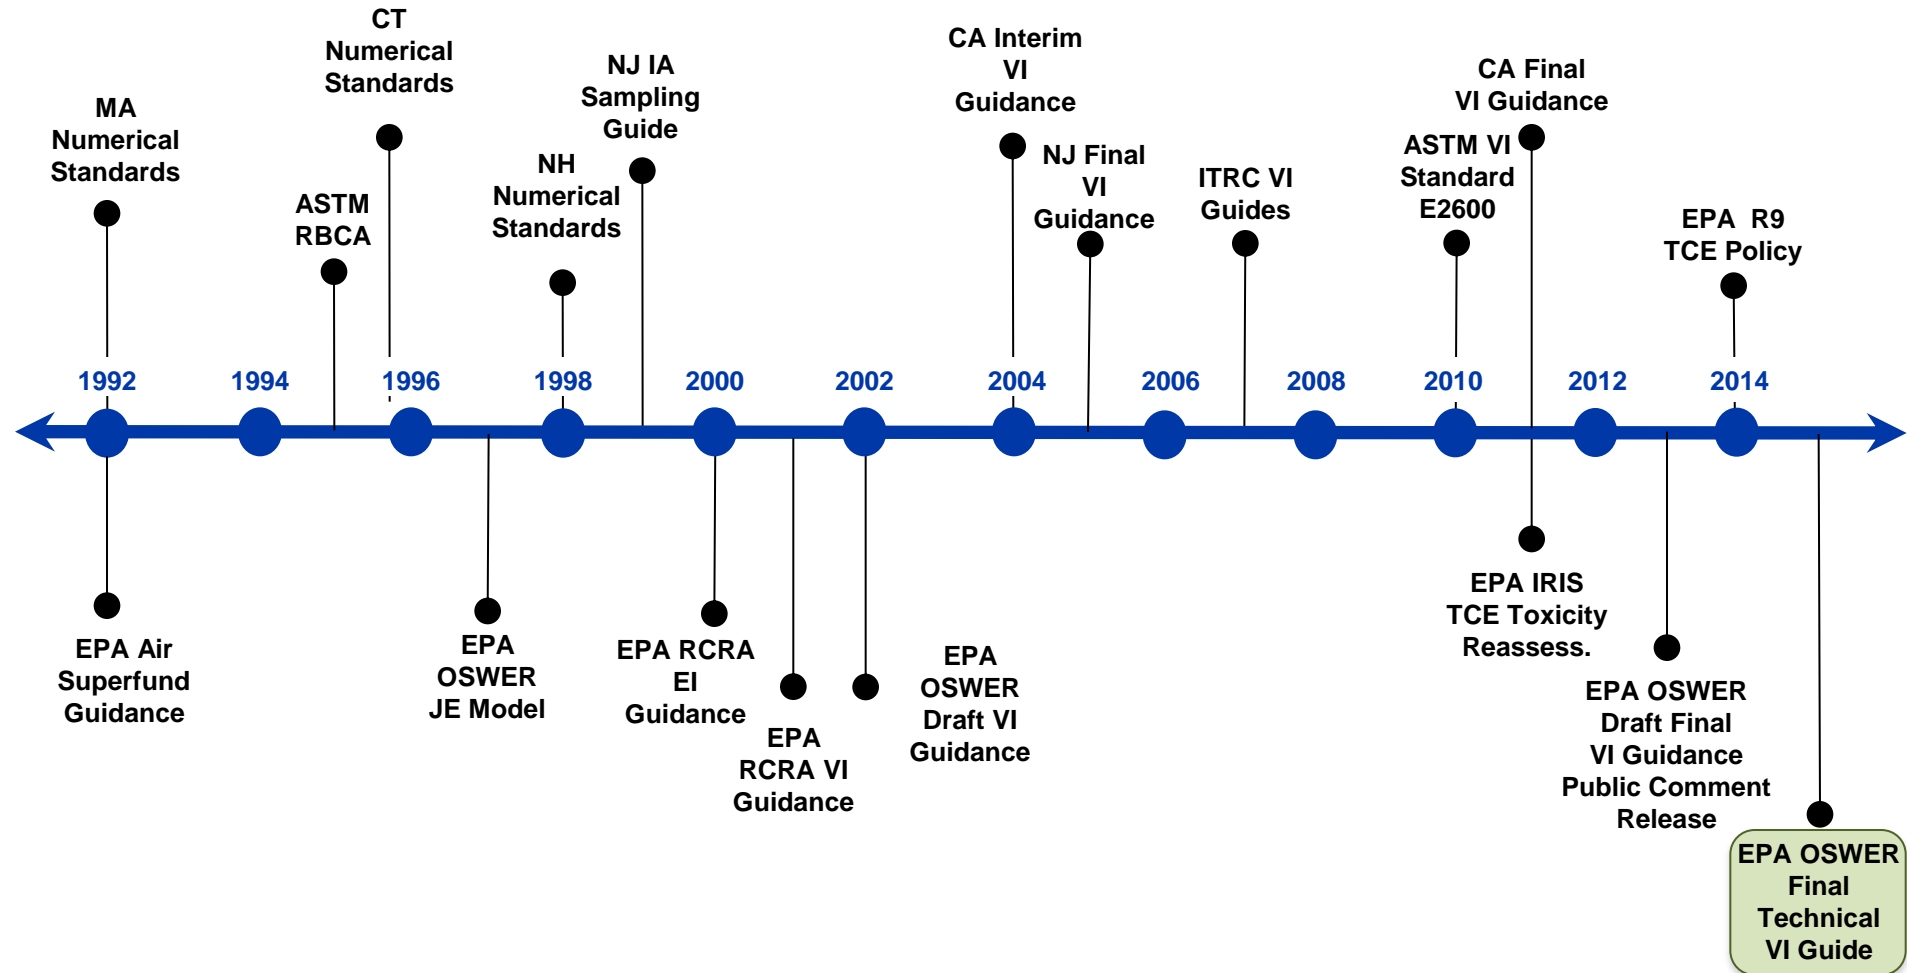 CT
Numerical
Standards
MA
Numerical
Standards
ASTM
RBCA
NH
Numerical
Standards
NJ IA
Sampling
Guide
CA Interim
VI
Guidance
NJ Final
VI
Guidance
ITRC VI
Guides
ASTM VI
Standard
E2600
CA Final
VI Guidance
EPA R9
TCE Policy
1992
1994
1996
1998
2000
2002
2004
2006
2008
2010
2012
2014
EPA Air
Superfund
Guidance
EPA
OSWER
JE Model
EPA RCRA
EI
Guidance
EPA
RCRA VI
Guidance
EPA
OSWER
Draft VI
Guidance
EPA IRIS
TCE Toxicity
Reassess.
EPA OSWER
Draft Final
VI Guidance
Public Comment
Release
EPA OSWER
Final
Technical
VI Guide